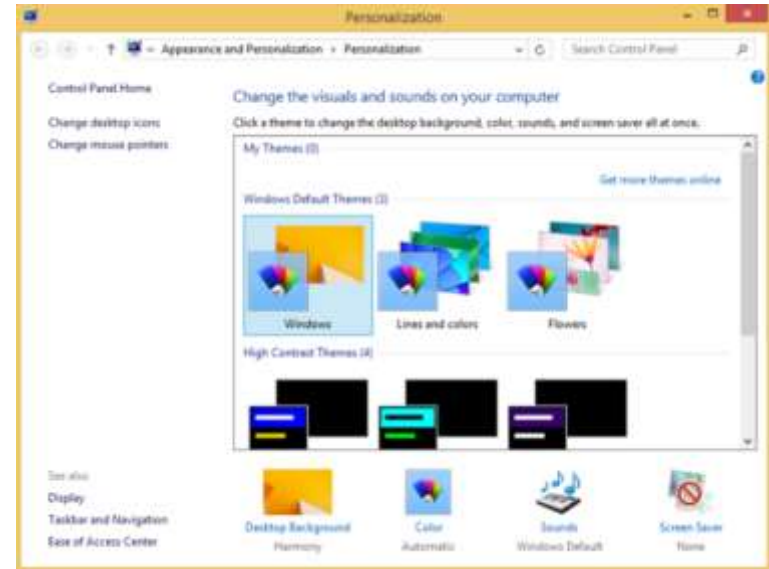 Personalization
Appearance and Personalization Personalization
Search Control Panel
Control Panel Home
Change desktop icons
Change mouse pointers
Change the visuals and sounds on your computer
Click a theme to change the desktop background, color, sounds, and screen saver all at once.
My Themes (0)
Get more themes online
Windows Default Themes (3)
Windows
Lines and colors
Flowers
High Contrast Themes (4)
See also
Display
Taskbar and Navigation
Ease of Access Center
Desktop Background
Harmony
Color
Automatic
Sounds
Windows Default
Screen Saver
None